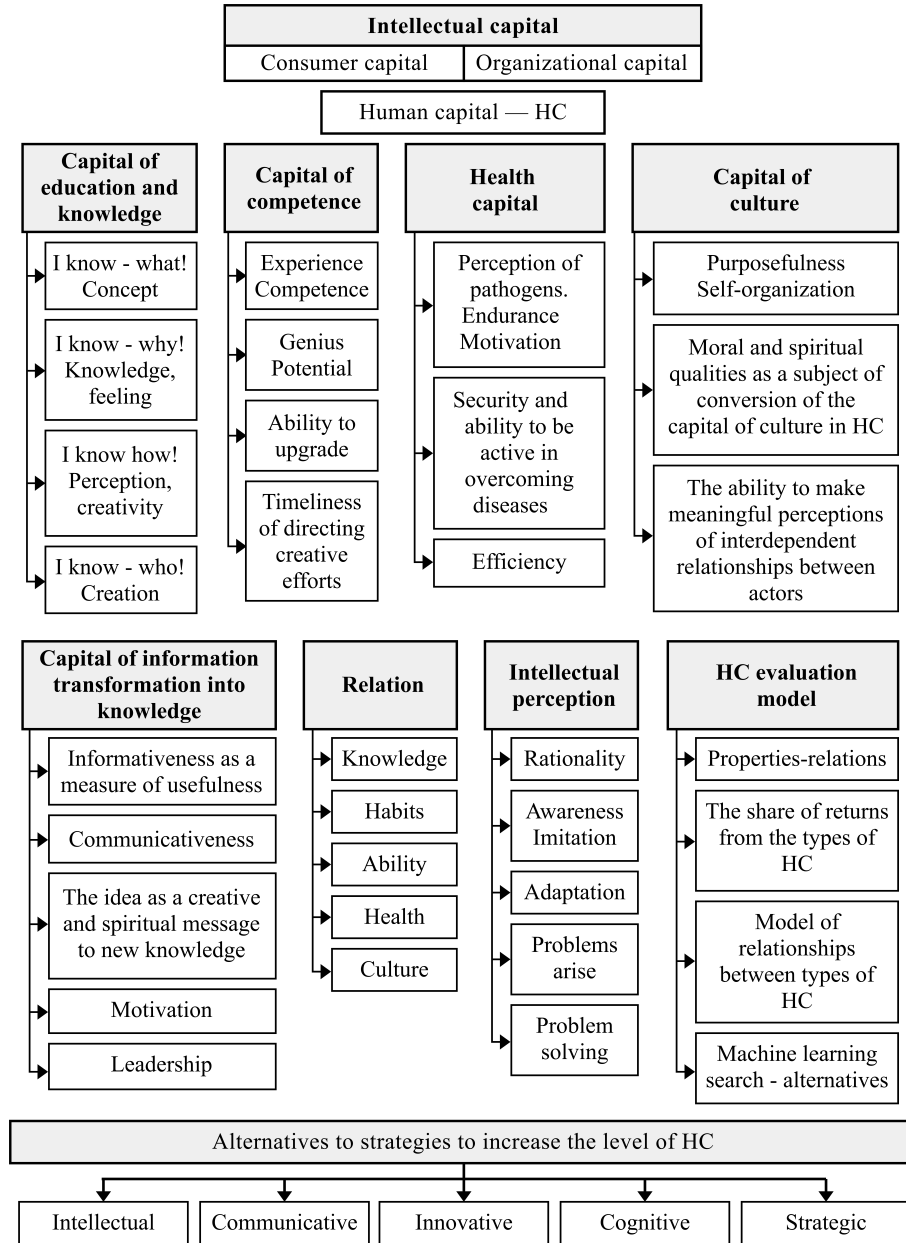 Intellectual capital
Consumer capital
Organizational capital
Human capital — HC
Capital of
education and
knowledge
I know - what!
Concept
I know - why!
Knowledge,
feeling
I know how!
Perception,
creativity
I know - who!
Creation
Capital of
competence
Experience
Competence
Genius
Potential
Ability to
upgrade
Timeliness
of directing
creative
efforts
Health
capital
Perception of
pathogens.
Endurance
Motivation
Security and
ability to be
active in
overcoming
diseases
Efficiency
Capital of
culture
Purposefulness
Self-organization
Moral and spiritual
qualities as a subject of
conversion of the
capital of culture in HC
The ability to make
meaningful perceptions
of interdependent
relationships between
actors
Capital of information
transformation into
knowledge
Informativeness as a
measure of usefulness
Communicativeness
The idea as a creative
and spiritual message
to new knowledge
Motivation
Leadership
Relation
Knowledge
Habits
Ability
Health
Culture
Intellectual
perception
Rationality
Awareness
Imitation
Adaptation
Problems
arise
Problem
solving
HC evaluation
model
Properties-relations
The share of returns
from the types of
HC
Model of
relationships
between types of
HC
Machine learning
search - alternatives
Alternatives to strategies to increase the level of HC
Intellectual
Communicative
Innovative
Cognitive
Strategic